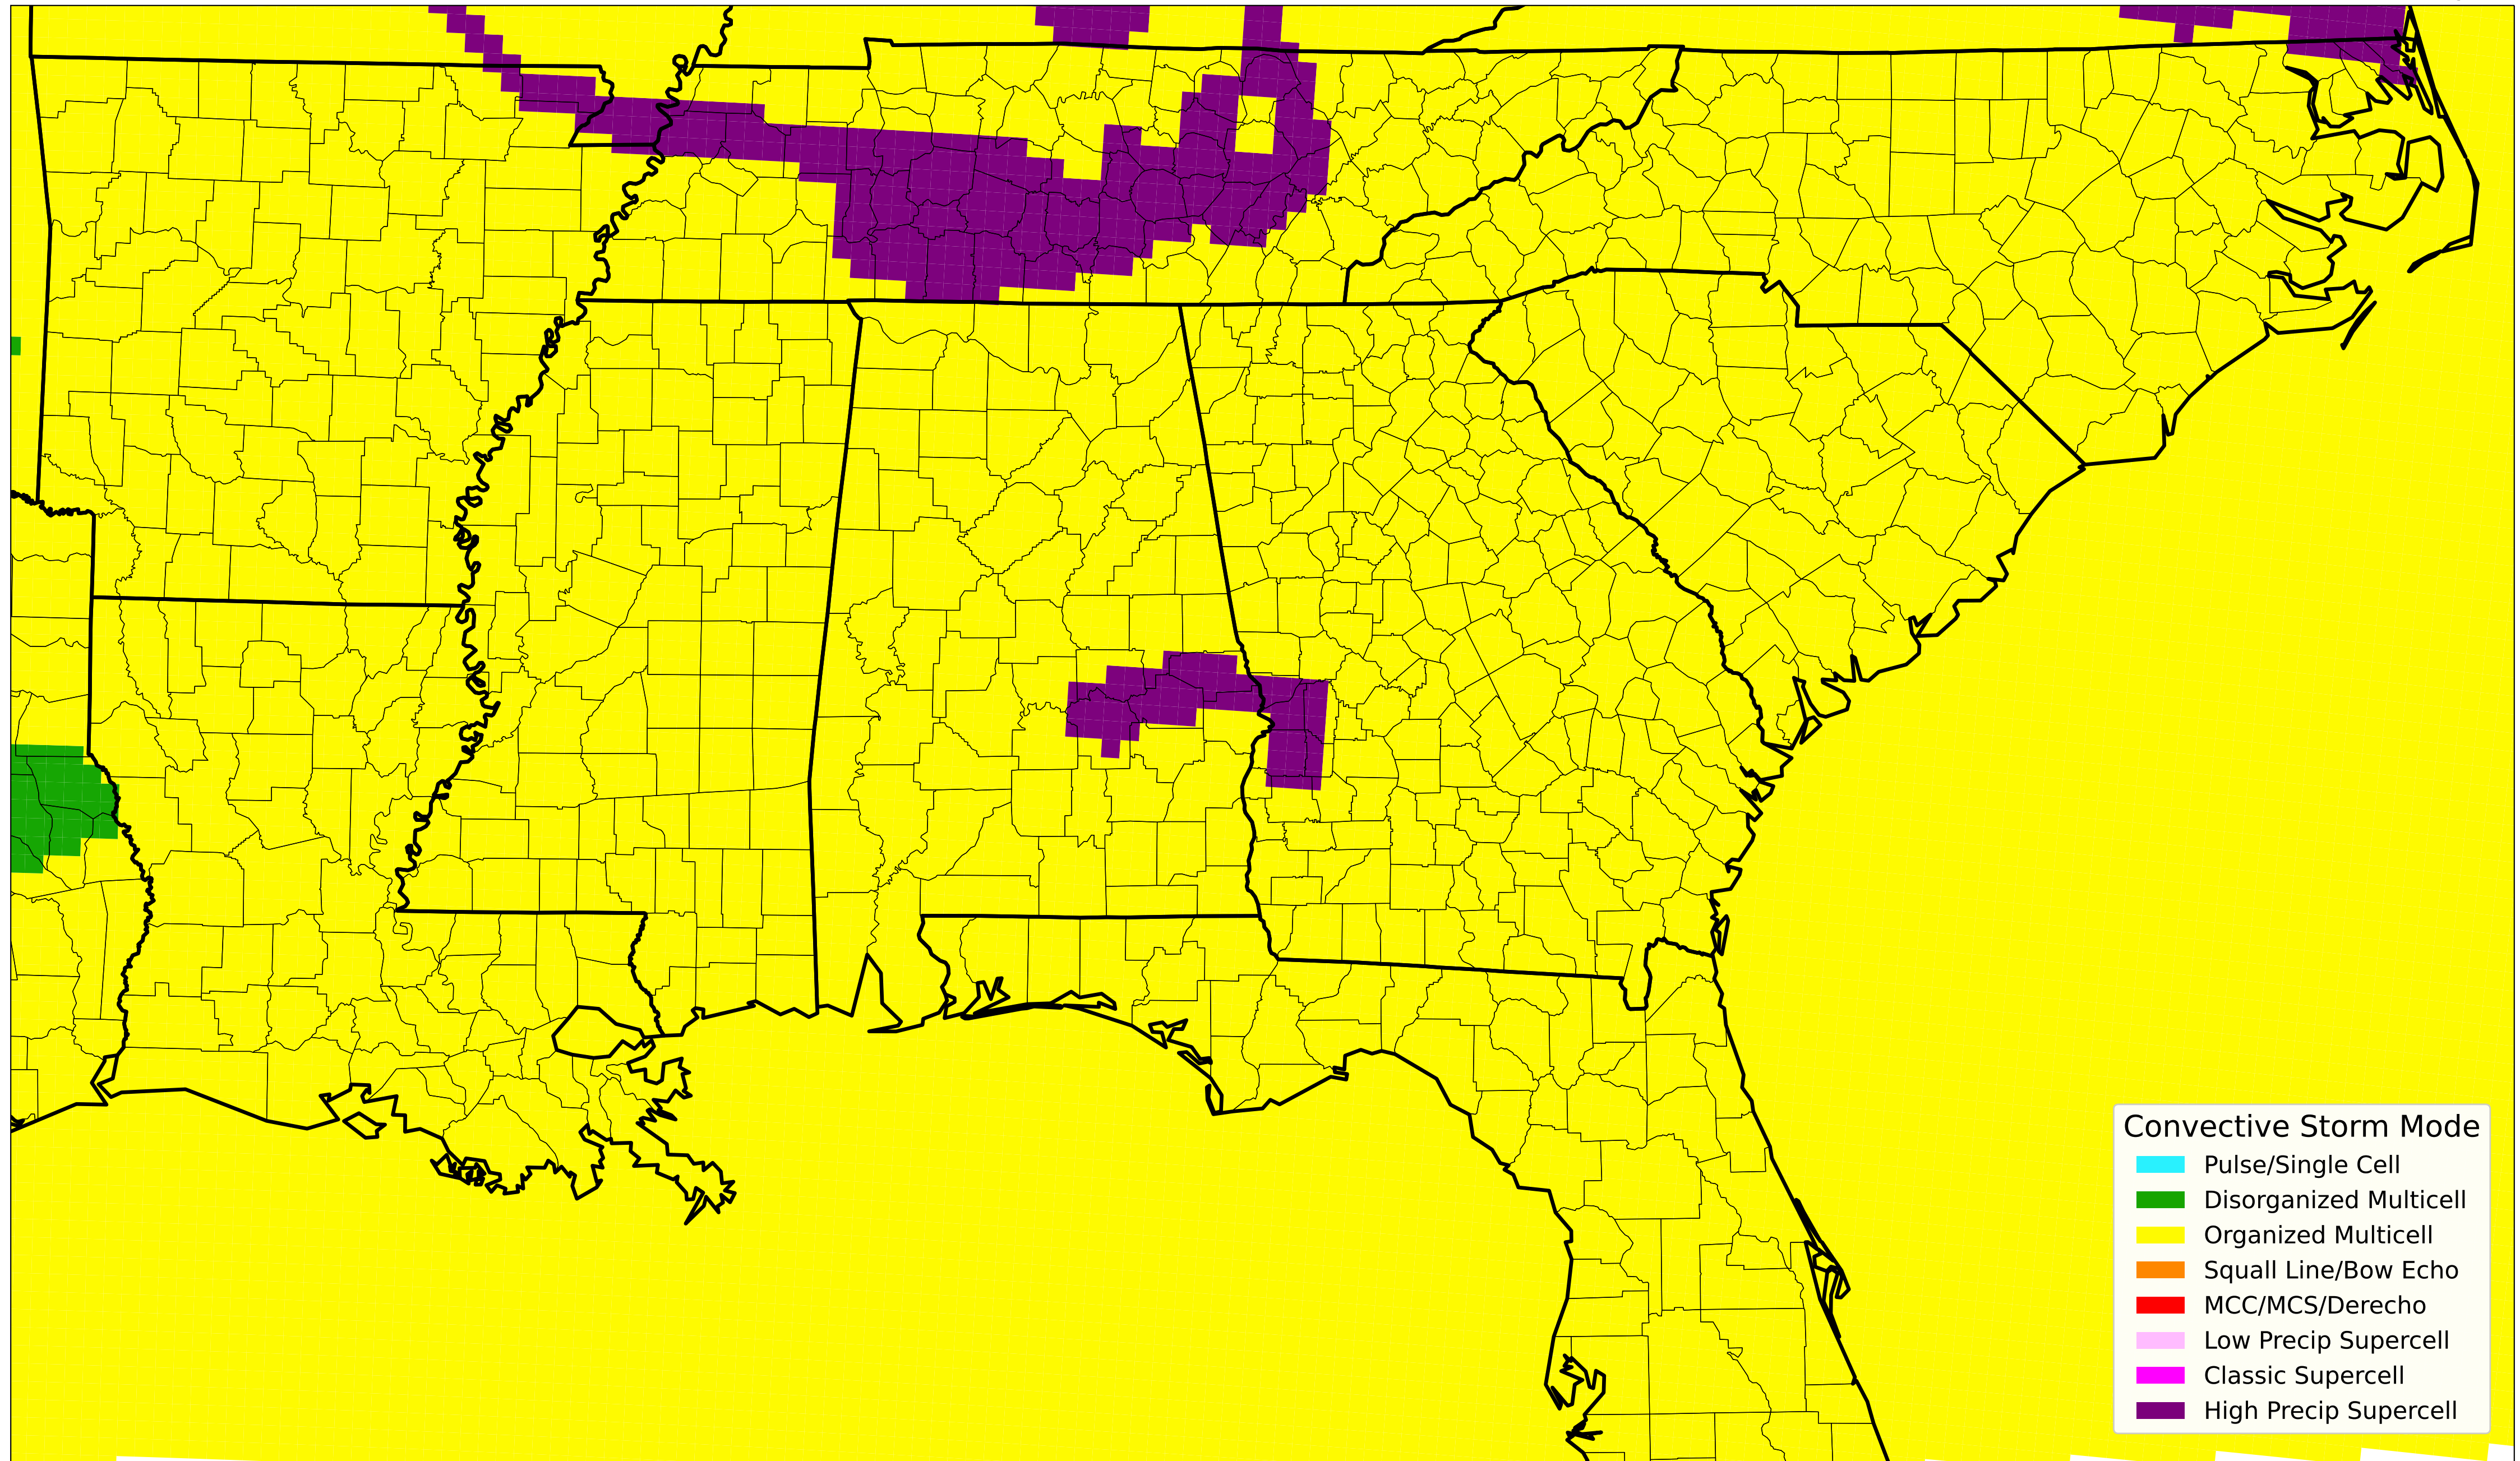 Convective Storm Mode
Pulse/Single Cell
Disorganized Multicell
Organized Multicell
Squall Line/Bow Echo
MCC/MCS/Derecho
Low Precip Supercell
Classic Supercell
High Precip Supercell